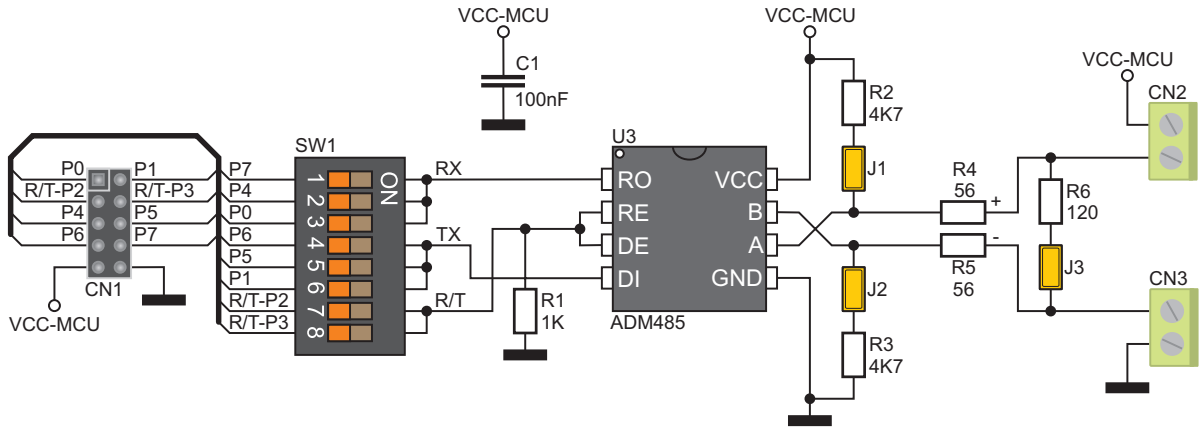 VCC-MCU
C1
100nF
VCC-MCU
R2
4K7
J1
VCC-MCU
CN2
P0 P1
R/T-P2 R/T-P3
P4 P5
P6 P7
CN1
VCC-MCU
P7
P4
P0
P6
P5
P1
R/T-P2
R/T-P3
SW1
ON
1
2
3
4
5
6
7
8
RX
TX
R/T
R1
1K
U3
RO VCC
RE B
DE A
DI GND
ADM485
J2
R3
4K7
R4
56
+
-
R5
56
R6
120
J3
CN3